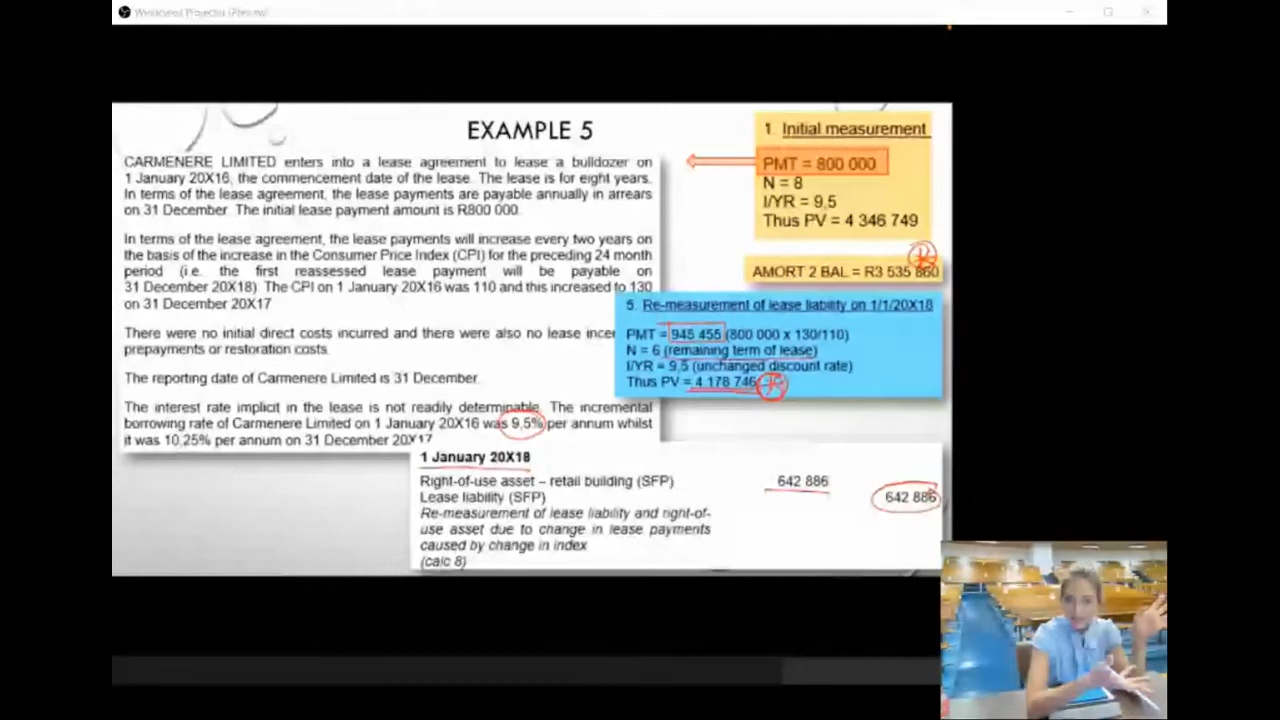 Windowed Projector (Preview)
EXAMPLE 5
CARMENERE LIMITED enters into a lease agreement to lease a bulldozer on
1 January 20X16, the commencement date of the lease. The lease is for eight years.
In terms of the lease agreement, the lease payments are payable annually in arrears
on 31 December. The initial lease payment amount is R800 000.
In terms of the lease agreement, the lease payments will increase every two years on
the basis of the increase in the Consumer Price Index (CPI) for the preceding 24 month
period (i.e. the first reassessed lease payment will be payable on
31 December 20X18). The CPI on 1 January 20X16 was 110 and this increased to 130
on 31 December 20X17
There were no initial direct costs incurred and there were also no lease
prepayments or restoration costs.
The reporting date of Carmenere Limited is 31 December.
The interest rate implicit in the lease is not readily determinable. The incremental
borrowing rate of Carmenere Limited on 1 January 20X16 was 9,5% per annum whilst
it was 10,25% per annum on 31 December 20X17
1. Initial measurement
PMT = 800 000
N = 8
I/YR = 9,5
Thus PV = 4 346 749
AMORT 2 BAL = R3 535 860
5. Re-measurement of lease liability on 1/1/20X18
PMT = 945 455 (800 000 x 130/110)
N = 6 (remaining term of lease)
I/YR = 9,5 (unchanged discount rate)
Thus PV = 4 178 746
1 January 20X18
Right-of-use asset – retail building (SFP) 642 886
Lease liability (SFP) 642 886
Re-measurement of lease liability and right-of-
use asset due to change in lease payments
caused by change in index
(calc 8)